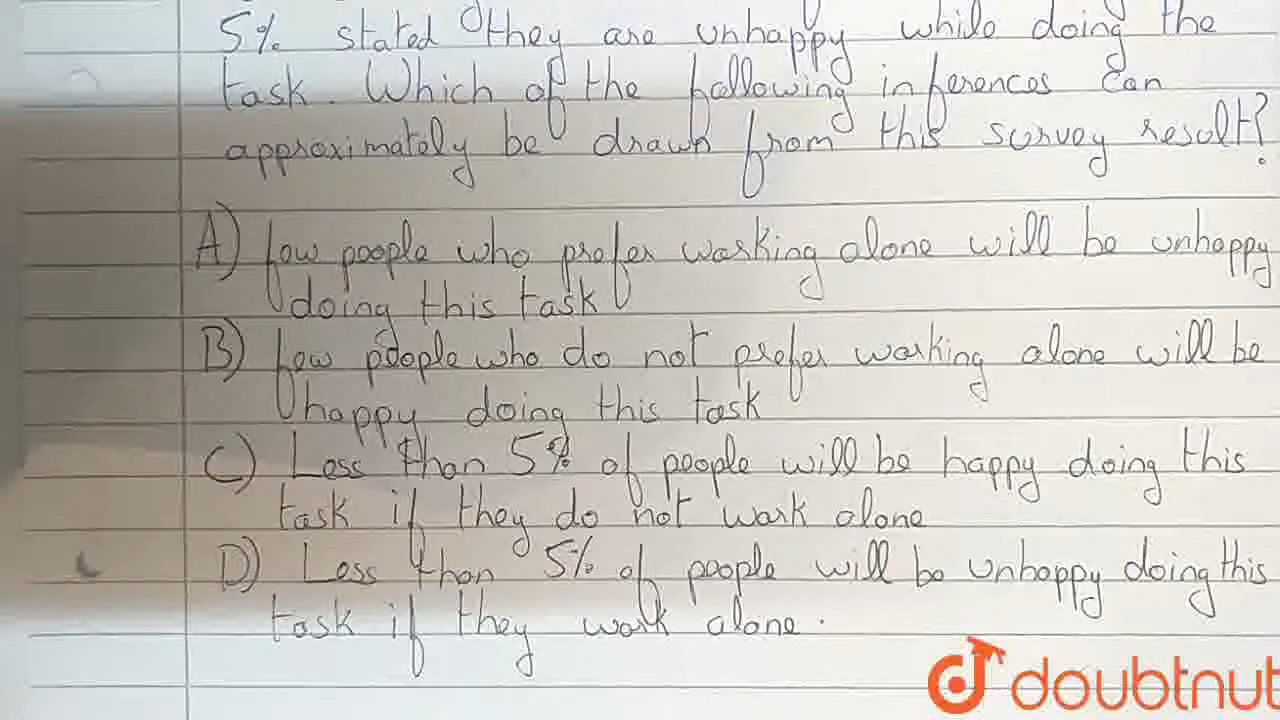 5% stated they are unhappy while doing the
task. Which of the following inferences can
approximately be drawn from this survey result?
A) few people who prefer working alone will be unhappy
doing this task
B) few people who do not prefer working alone will be
happy doing this task
C) Less than 5% of people will be happy doing this
task if they do not work alone
D) Less than 5% of people will be unhappy doing this
task if they work alone.
doubtnut